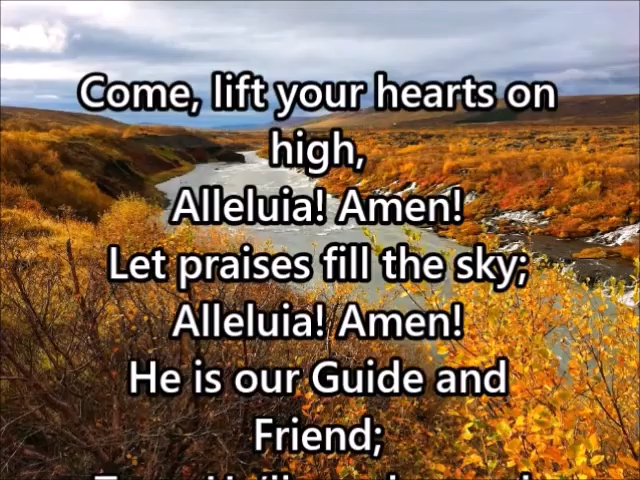 Come, lift your hearts on
high,
Alleluia! Amen!
Let praises fill the sky;
Alleluia! Amen!
He is our Guide and
Friend;